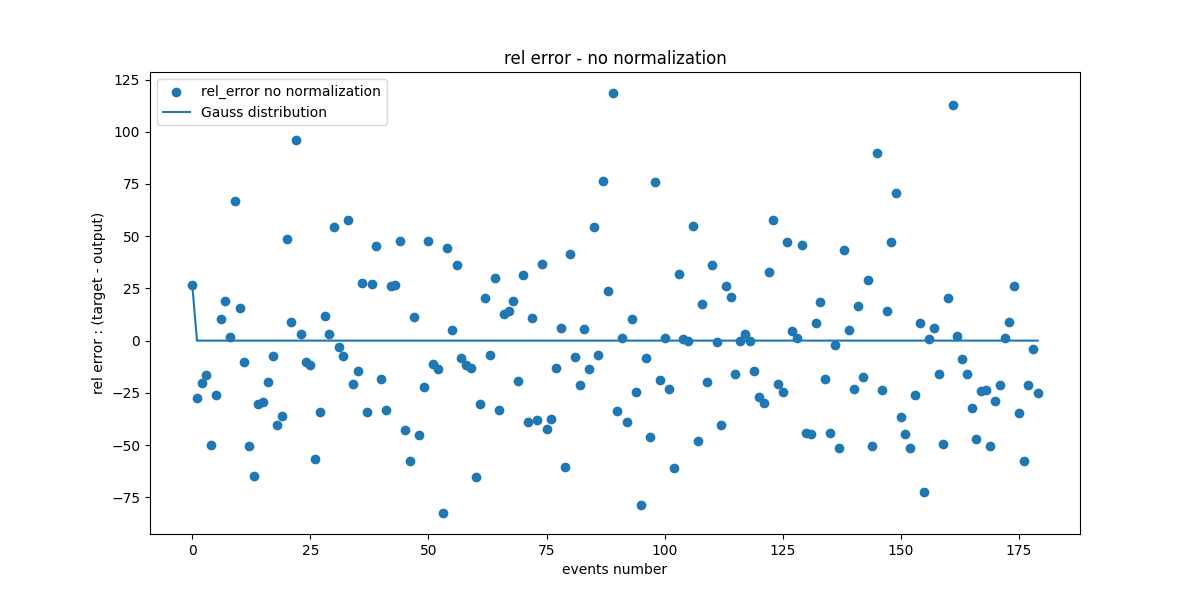 rel error - no normalization
rel_error no normalization
Gauss distribution
rel error : (target - output)
125
100
75
50
25
0
−25
−50
−75
0 25 50 75 100 125 150 175
events number